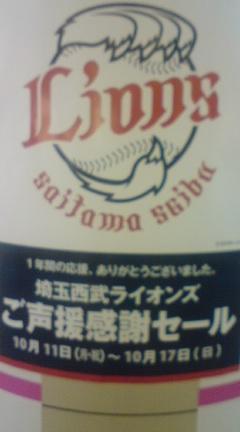 Lions
saitama seibu
1年間の応援、ありがとうございました。
埼玉西武ライオンズ
ご声援感謝セール
10月11日(月・祝)〜10月17日(日)